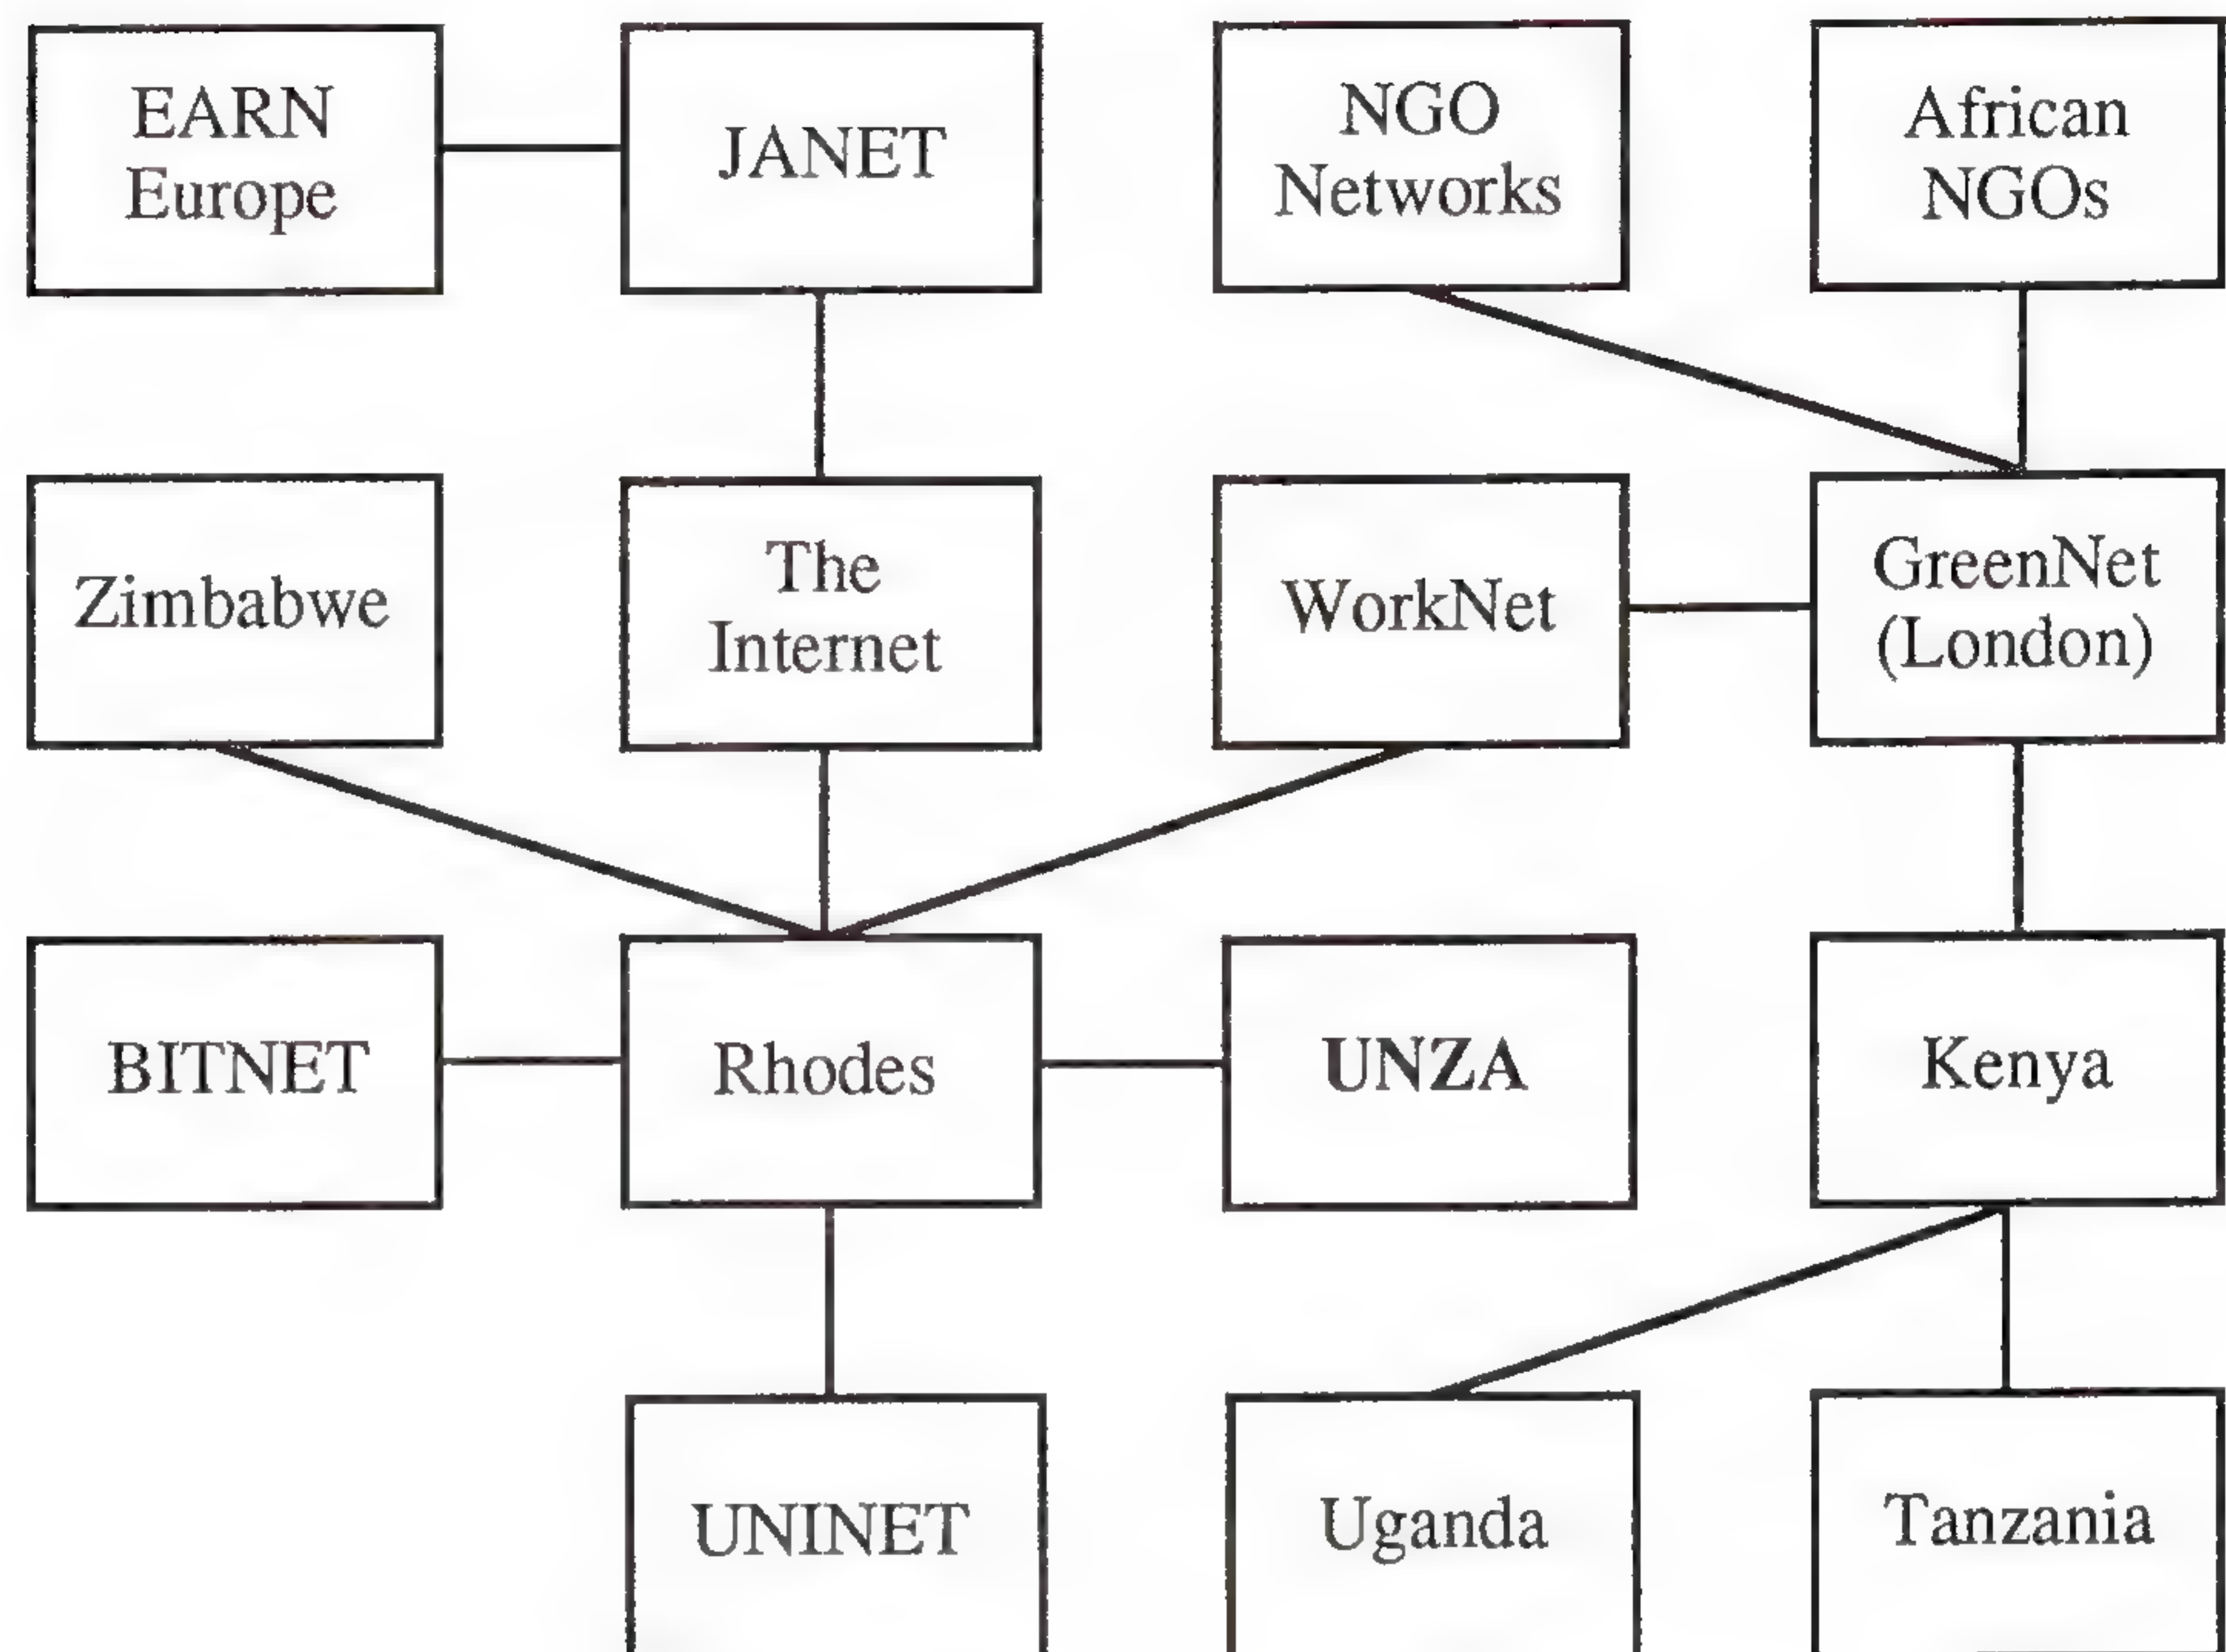 EARN
Europe
JANET
NGO
Networks
African
NGOs
Zimbabwe
The
Internet
WorkNet
GreenNet
(London)
BITNET
Rhodes
UNZA
Kenya
UNINET
Uganda
Tanzania